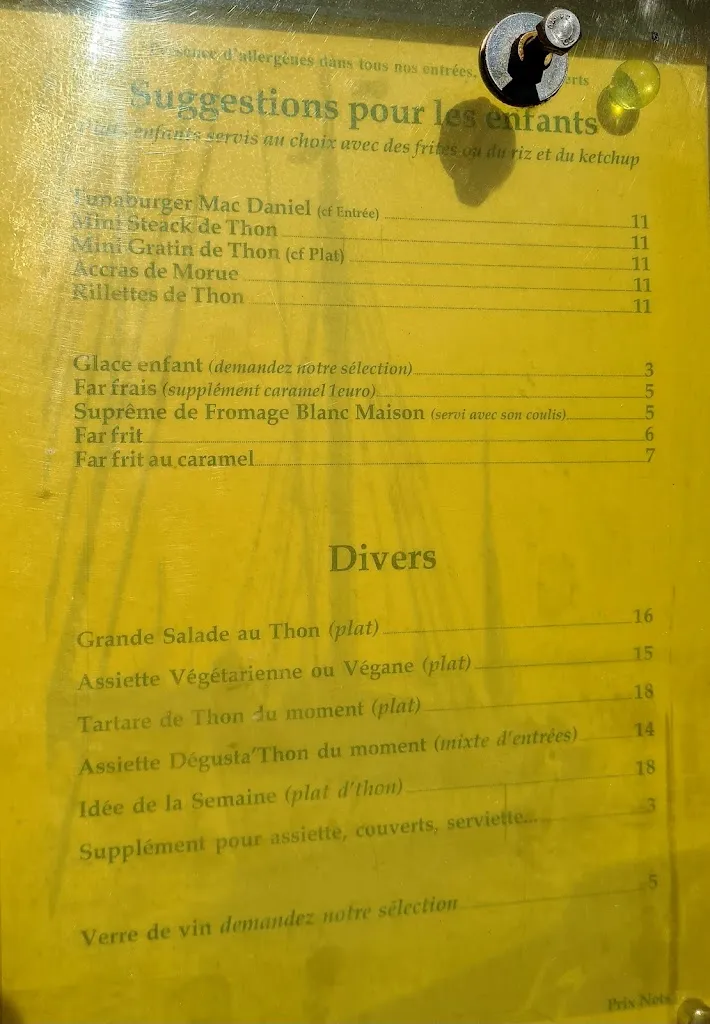 Présence d'allergènes dans tous nos entrées,
Suggestions pour les enfants
enfants servis au choix avec des frites ou du riz et du ketchup
Tunaburger Mac Daniel (cf Entrée) 11
Mini Steack de Thon 11
Mini Gratin de Thon (cf Plat) 11
Accras de Morue 11
Rillettes de Thon 11
Glace enfant (demandez notre sélection) 3
Far frais (supplément caramel 1euro) 5
Suprême de Fromage Blanc Maison (servi avec son coulis) 5
Far frit 6
Far frit au caramel 7
Divers
Grande Salade au Thon (plat) 16
Assiette Végétarienne ou Végane (plat) 15
Tartare de Thon du moment (plat) 18
Assiette Dégusta'Thon du moment (mixte d'entrées) 14
Idée de la Semaine (plat d'thon) 18
Supplément pour assiette, couverts, serviette... 3
Verre de vin demandez notre sélection 5
Prix Nets